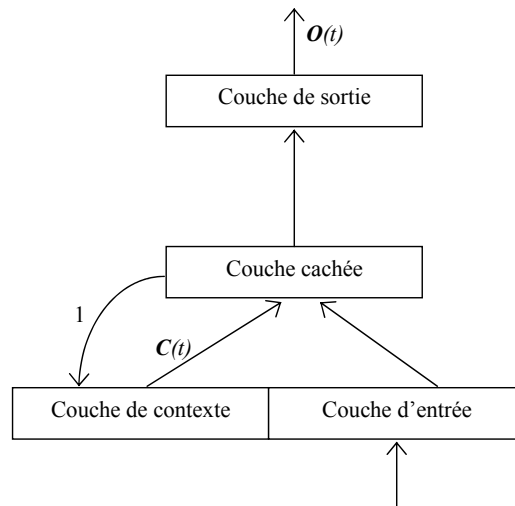 O(t)
Couche de sortie
Couche cachée
1
C(t)
Couche de contexte
Couche d’entrée